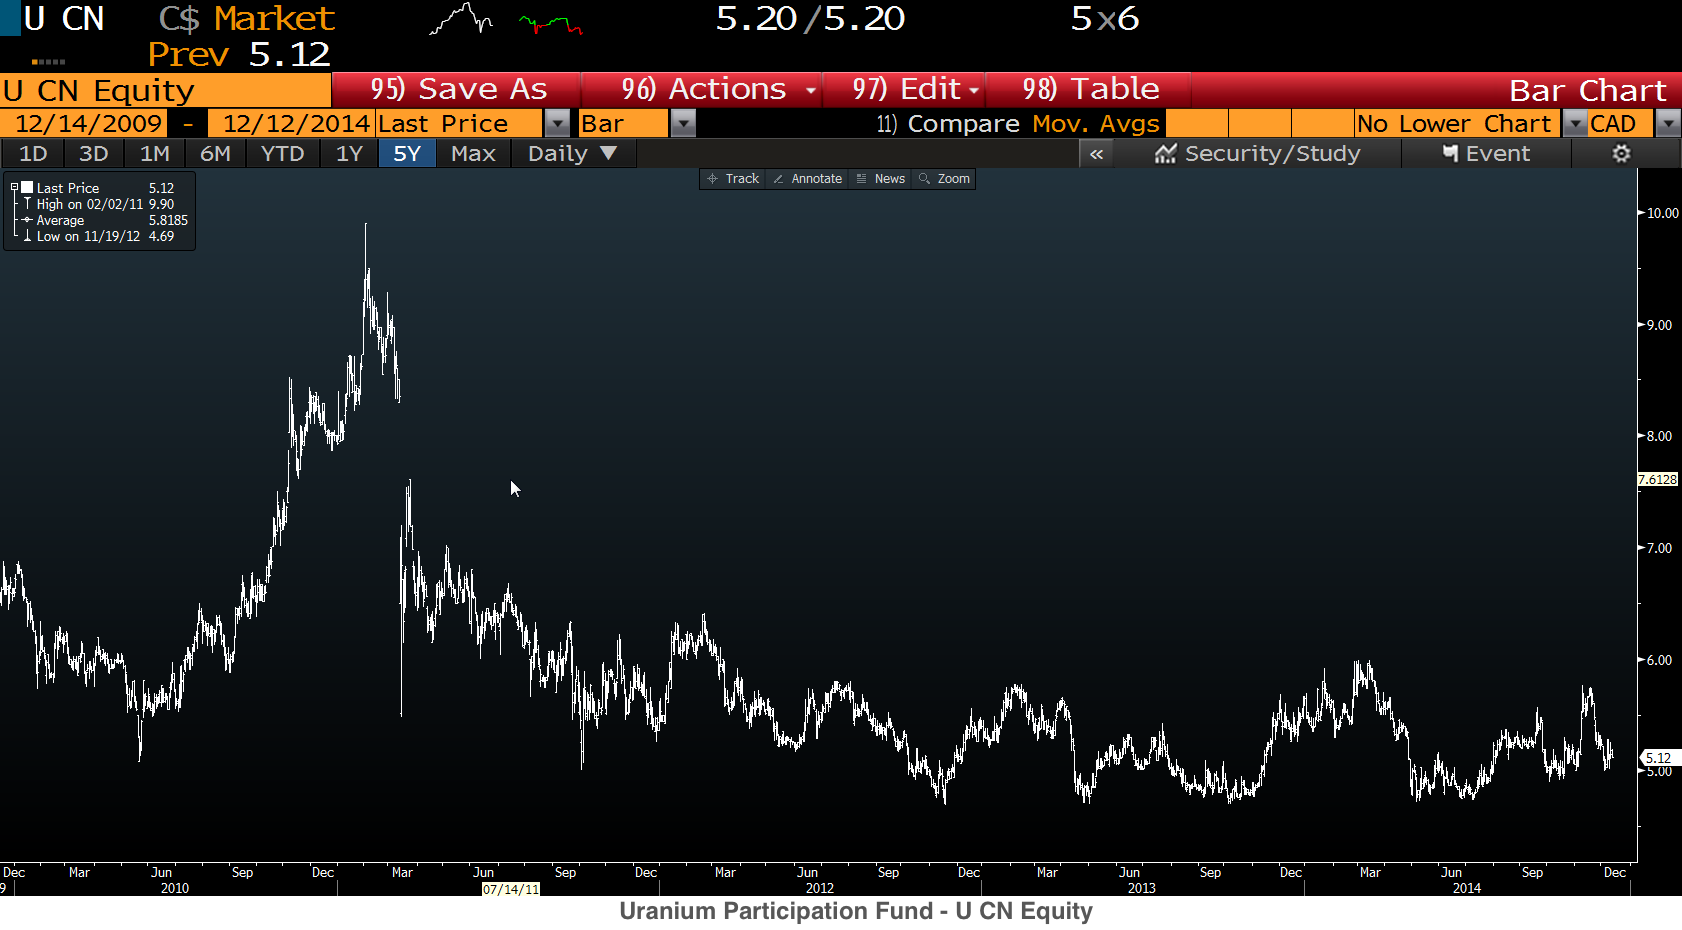 U CN C$ Market 5.20/5.20 5x6
Prev 5.12
U CN Equity 95) Save As 96) Actions 97) Edit 98) Table Bar Chart
12/14/2009 - 12/12/2014 Last Price Bar 11) Compare Mov. Avgs No Lower Chart CAD
1D 3D 1M 6M YTD 1Y 5Y Max Daily ▼ « Security/Study Event
Track Annotate News Zoom
Last Price 5.12
High on 02/02/11 9.90
Average 5.8185
Low on 11/19/12 4.69
10.00
9.00
8.00
7.6128
7.00
6.00
5.12
5.00
Dec Mar Jun Sep Dec Mar Jun Sep Dec Mar Jun Sep Dec Mar Jun Sep Dec Mar Jun Sep Dec
9 2010 07/14/11 2012 2013 2014
Uranium Participation Fund - U CN Equity